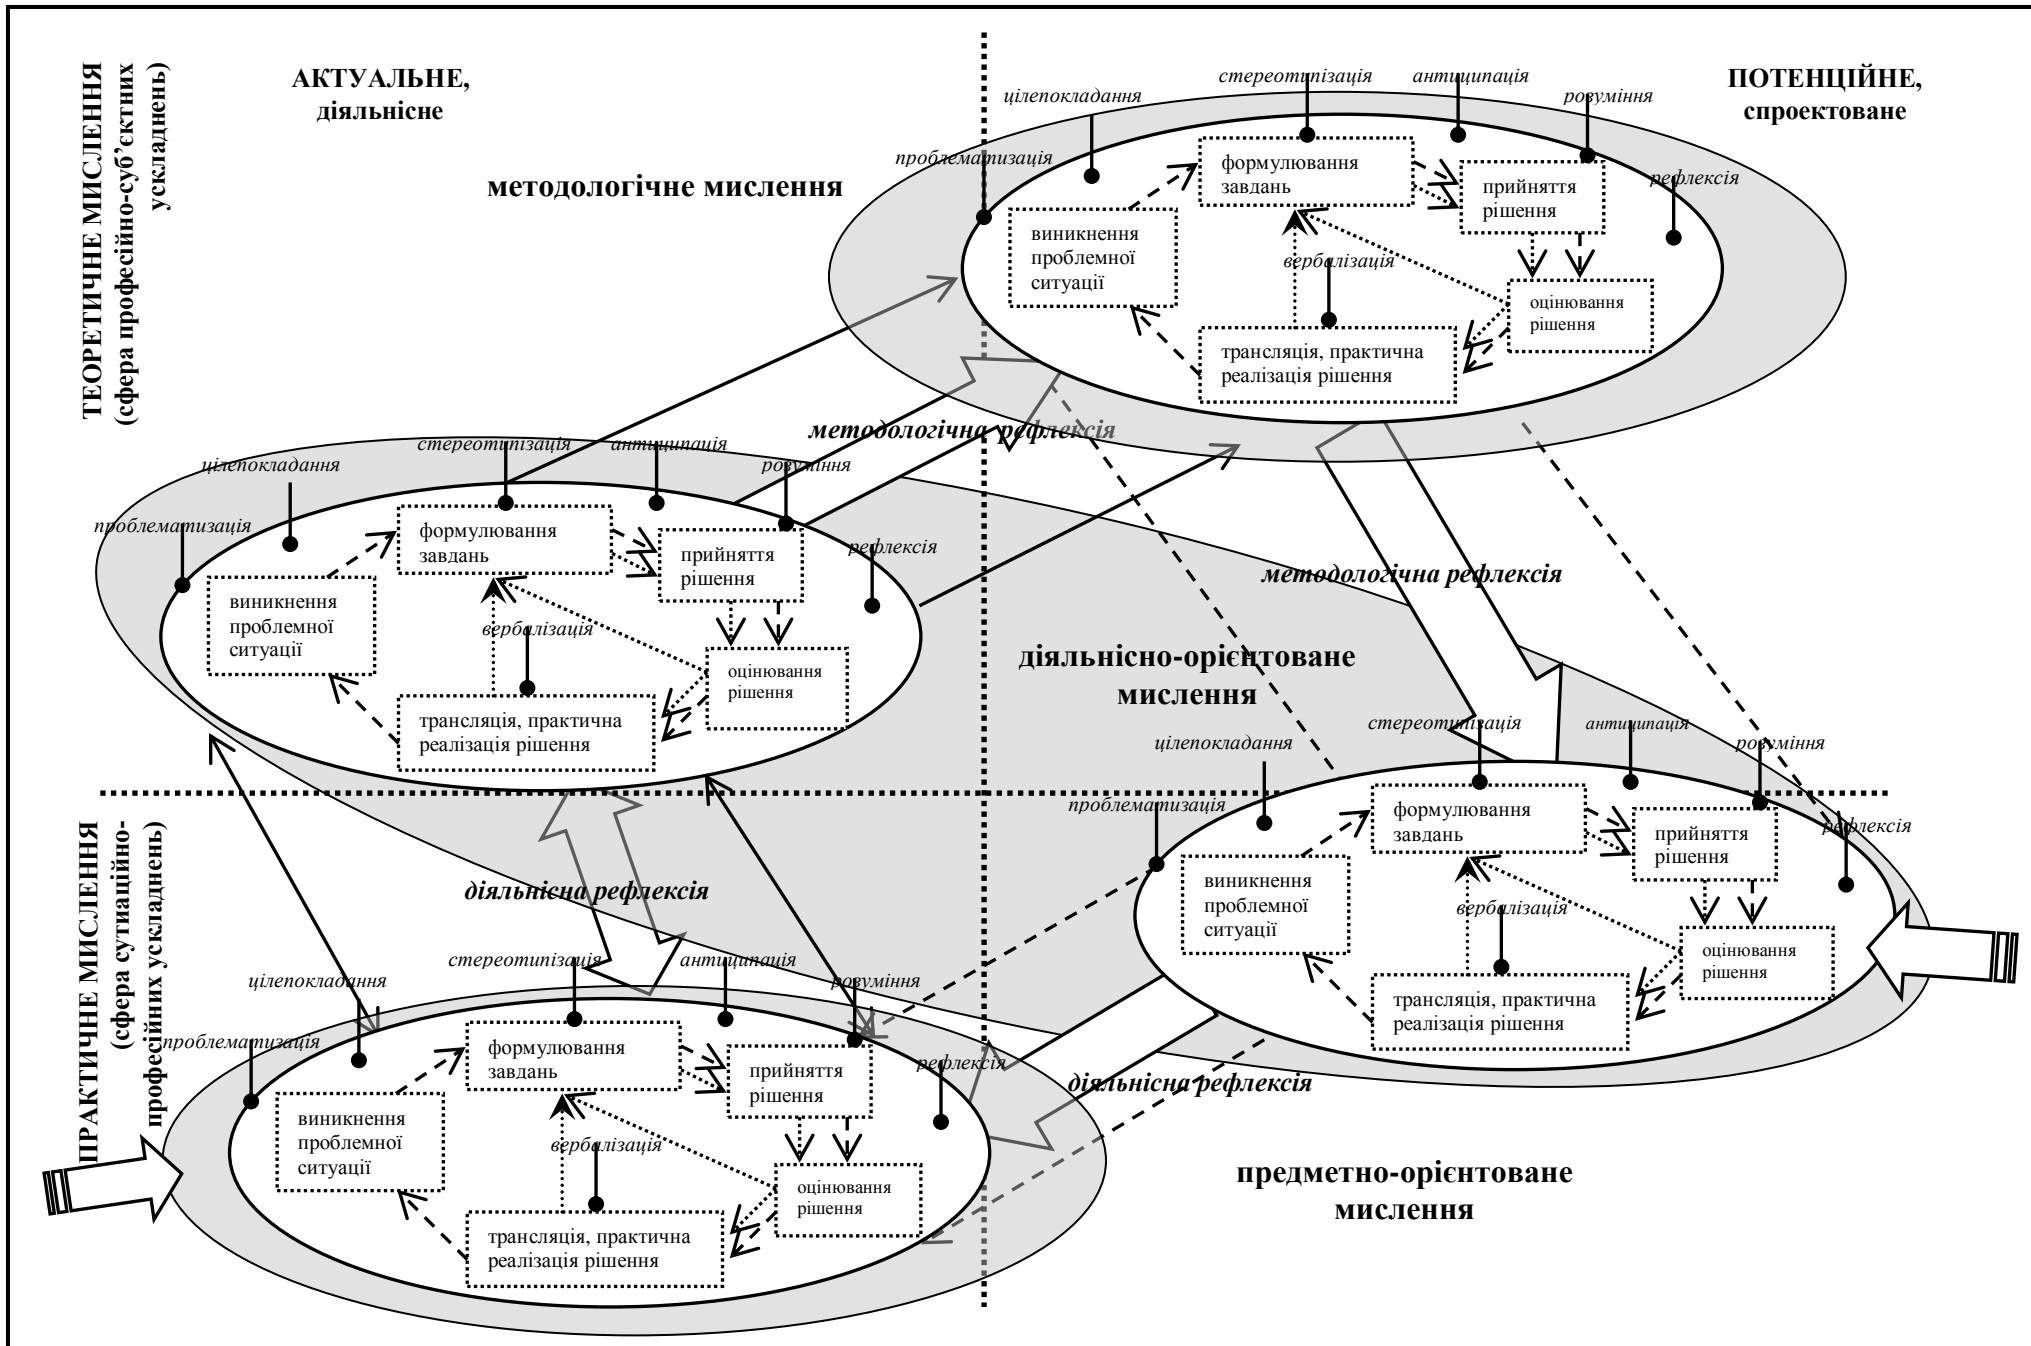 ТЕОРЕТИЧНЕ МИСЛЕННЯ
(сфера професійно-суб’єктних
ускладнень)
АКТУАЛЬНЕ,
діяльнісне
ПОТЕНЦІЙНЕ,
спроектоване
методологічне мислення
проблематизація
цілепокладання
стереотипізація
антиципація
розуміння
рефлексія
формулювання
завдань
прийняття
рішення
виникнення
проблемної
ситуації
вербалізація
оцінювання
рішення
трансляція, практична
реалізація рішення
методологічна рефлексія
проблематизація
цілепокладання
стереотипізація
антиципація
розуміння
рефлексія
формулювання
завдань
прийняття
рішення
виникнення
проблемної
ситуації
вербалізація
оцінювання
рішення
трансляція, практична
реалізація рішення
методологічна рефлексія
діяльнісно-орієнтоване
мислення
проблематизація
цілепокладання
стереотипізація
антиципація
розуміння
рефлексія
формулювання
завдань
прийняття
рішення
виникнення
проблемної
ситуації
вербалізація
оцінювання
рішення
трансляція, практична
реалізація рішення
ПРАКТИЧНЕ МИСЛЕННЯ
(сфера сутиаційно-
професійних ускладнень)
діяльнісна рефлексія
проблематизація
цілепокладання
стереотипізація
антиципація
розуміння
рефлексія
формулювання
завдань
прийняття
рішення
виникнення
проблемної
ситуації
вербалізація
оцінювання
рішення
трансляція, практична
реалізація рішення
діяльнісна рефлексія
предметно-орієнтоване
мислення